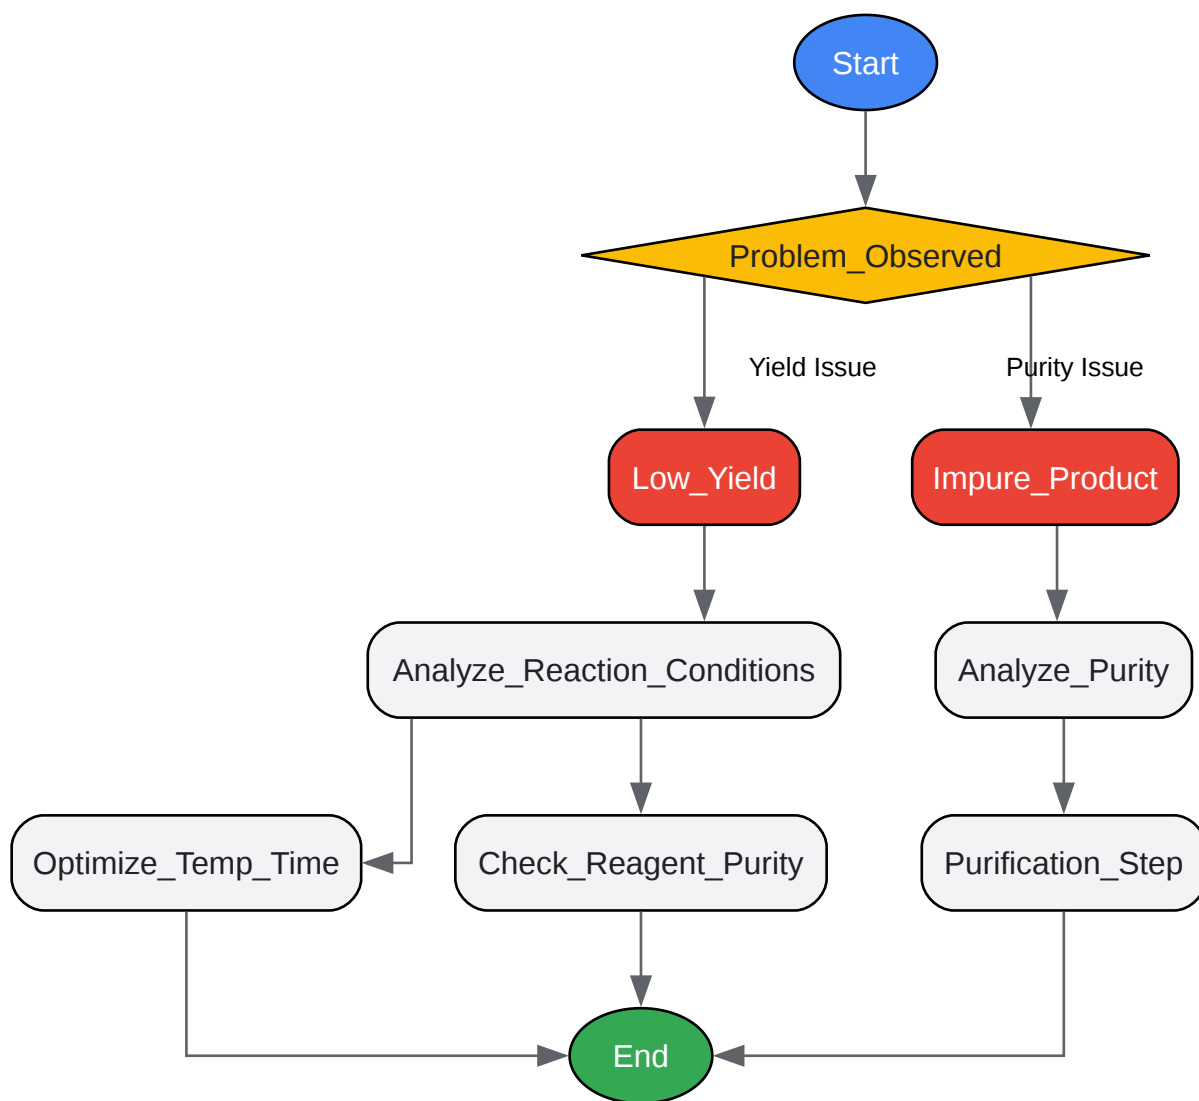 Start
Problem_Observed
Yield Issue
Purity Issue
Low_Yield
Impure_Product
Analyze_Reaction_Conditions
Analyze_Purity
Optimize_Temp_Time
Check_Reagent_Purity
Purification_Step
End